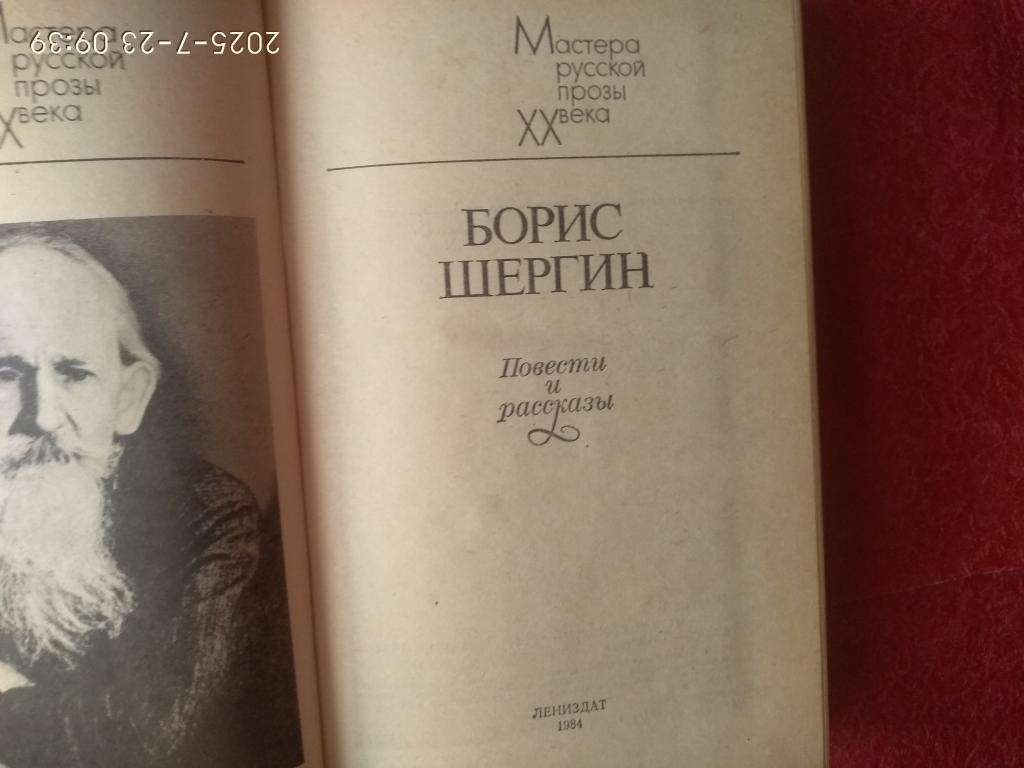 2025-7-23 09:39
Мастера
русской
прозы
XX века
Мастера
русской
прозы
XX века
БОРИС
ШЕРГИН
Повести
и
рассказы
ЛЕНИЗДАТ
1984